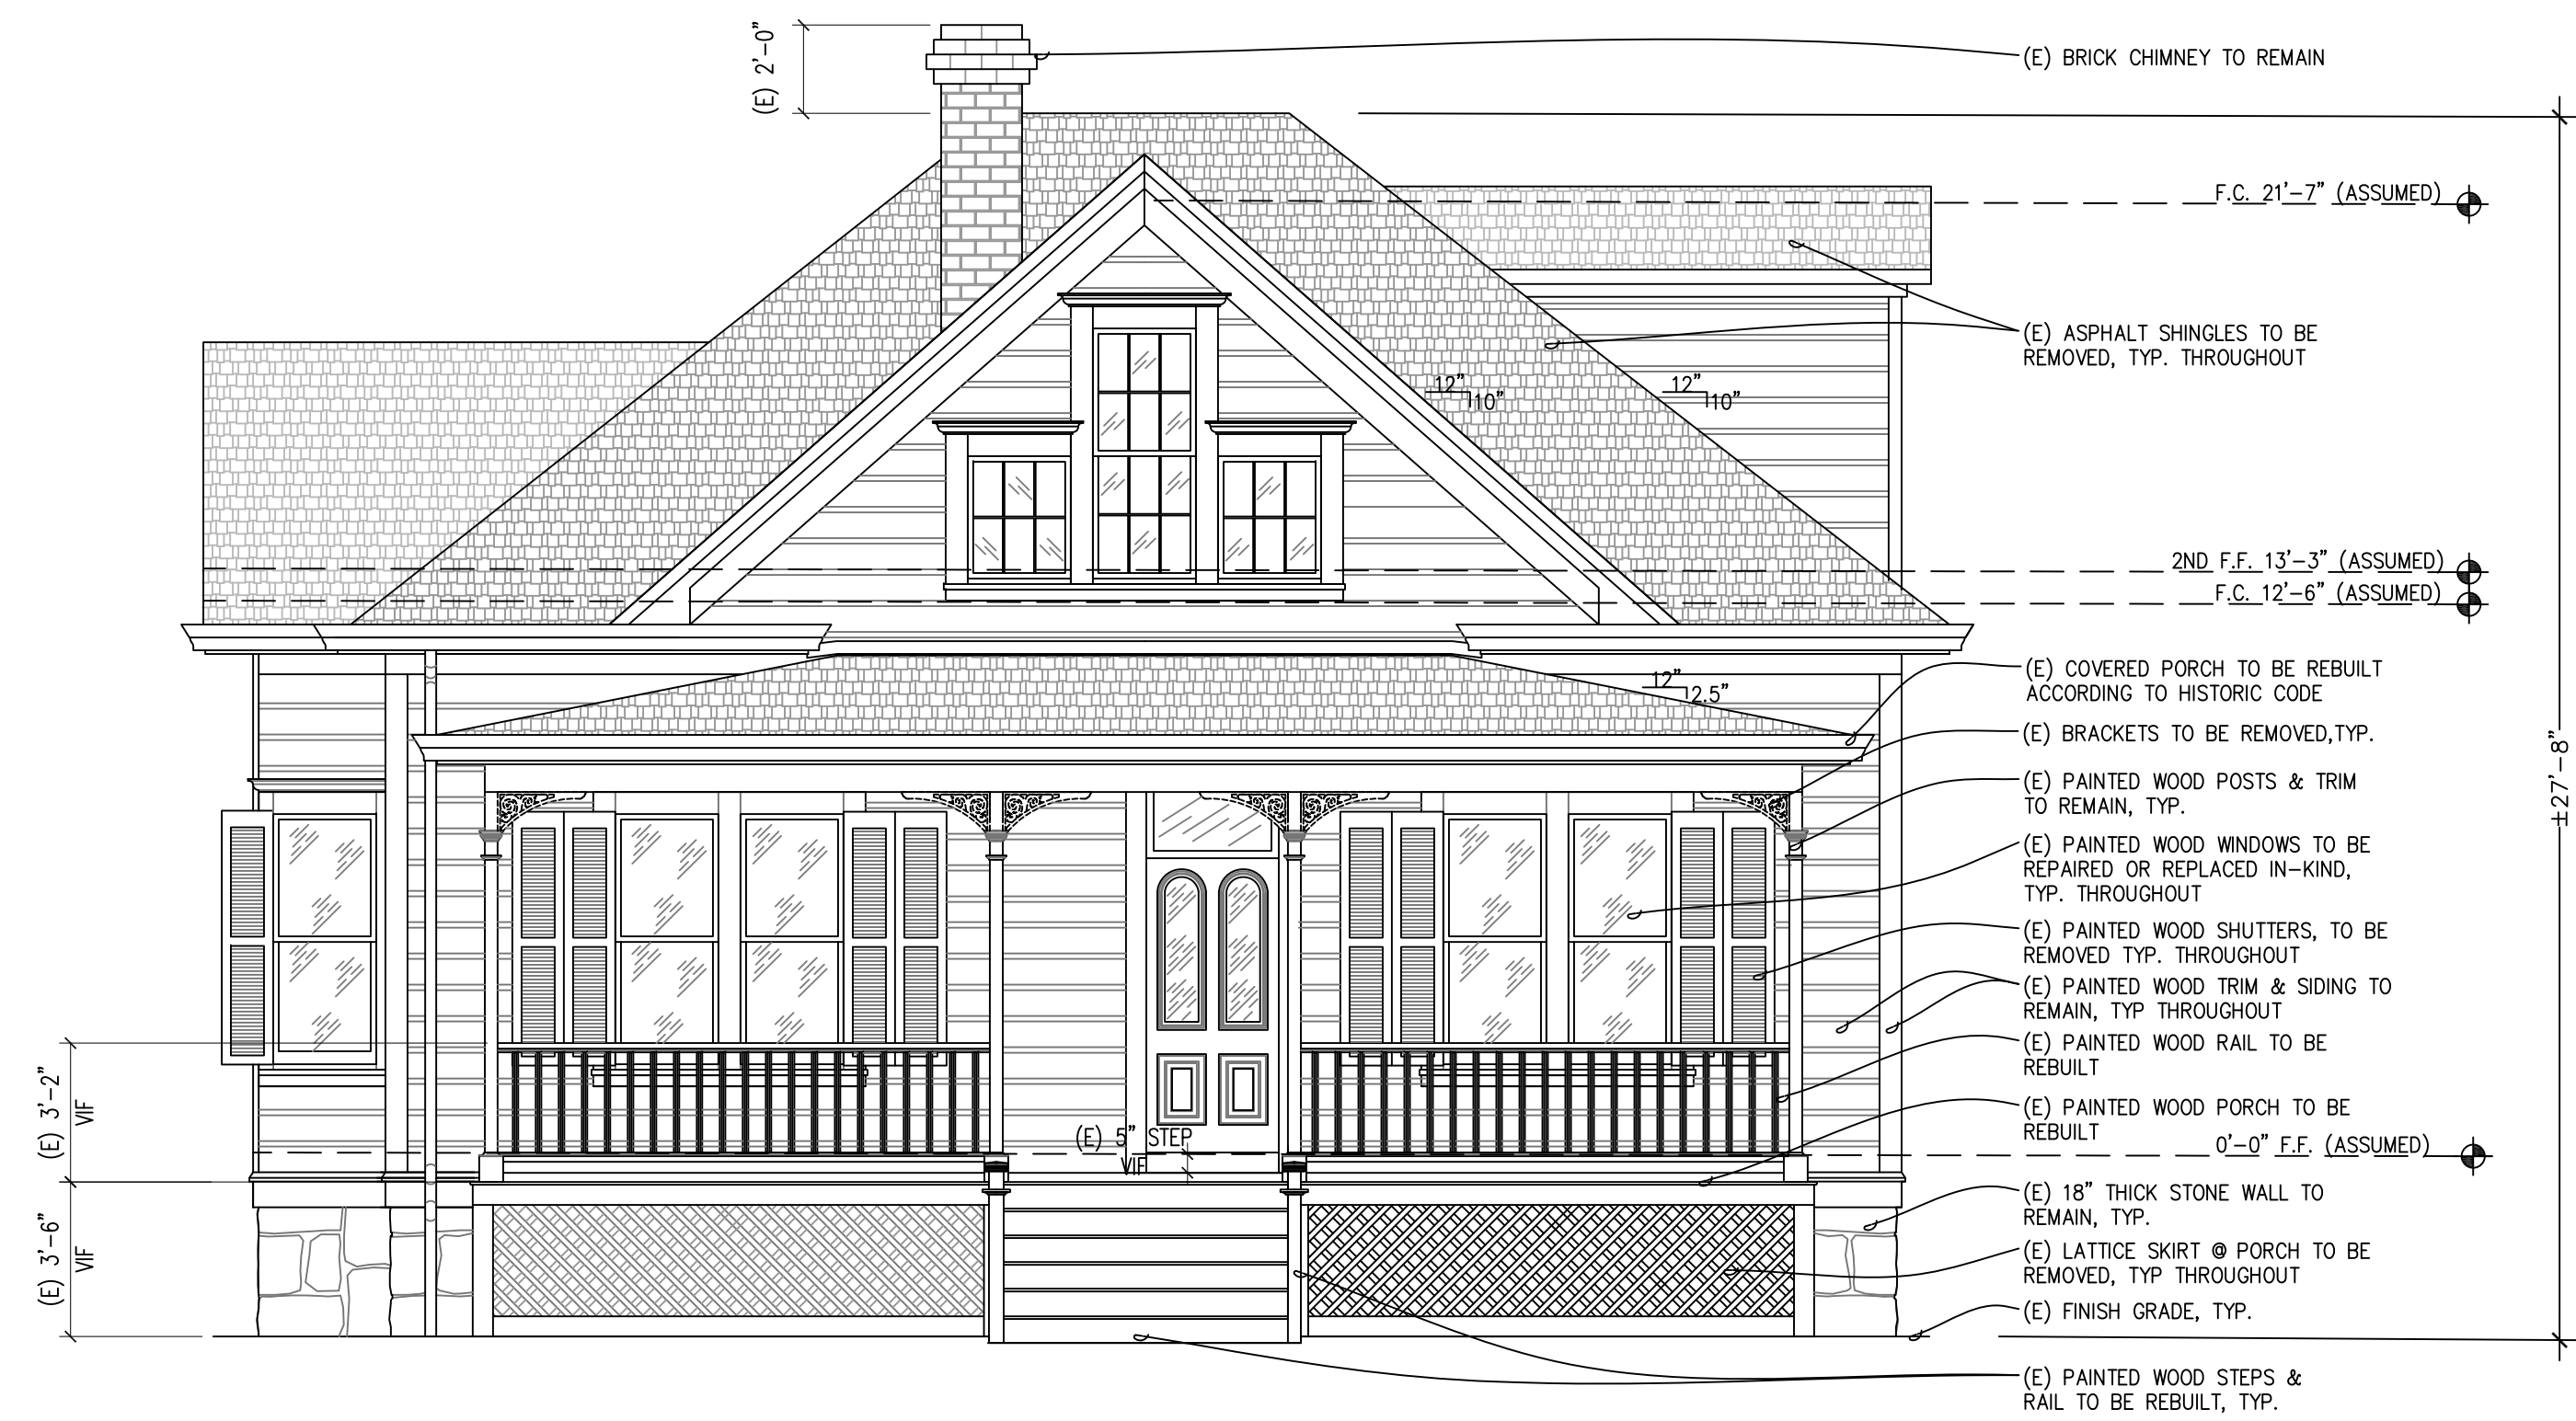 (E) 2'-0"
(E) BRICK CHIMNEY TO REMAIN
F.C. 21'-7" (ASSUMED)
(E) ASPHALT SHINGLES TO BE
REMOVED, TYP. THROUGHOUT
12"
10"
12"
10"
2ND F.F. 13'-3" (ASSUMED)
F.C. 12'-6" (ASSUMED)
(E) COVERED PORCH TO BE REBUILT
ACCORDING TO HISTORIC CODE
12"
2.5"
(E) BRACKETS TO BE REMOVED,TYP.
±27'-8"
(E) PAINTED WOOD POSTS & TRIM
TO REMAIN, TYP.
(E) PAINTED WOOD WINDOWS TO BE
REPAIRED OR REPLACED IN-KIND,
TYP. THROUGHOUT
(E) PAINTED WOOD SHUTTERS, TO BE
REMOVED TYP. THROUGHOUT
(E) PAINTED WOOD TRIM & SIDING TO
REMAIN, TYP THROUGHOUT
(E) PAINTED WOOD RAIL TO BE
REBUILT
(E) 3'-2"
VIF
(E) PAINTED WOOD PORCH TO BE
REBUILT
(E) 5" STEP
VIF
0'-0" F.F. (ASSUMED)
(E) 18" THICK STONE WALL TO
REMAIN, TYP.
(E) 3'-6"
VIF
(E) LATTICE SKIRT @ PORCH TO BE
REMOVED, TYP THROUGHOUT
(E) FINISH GRADE, TYP.
(E) PAINTED WOOD STEPS &
RAIL TO BE REBUILT, TYP.